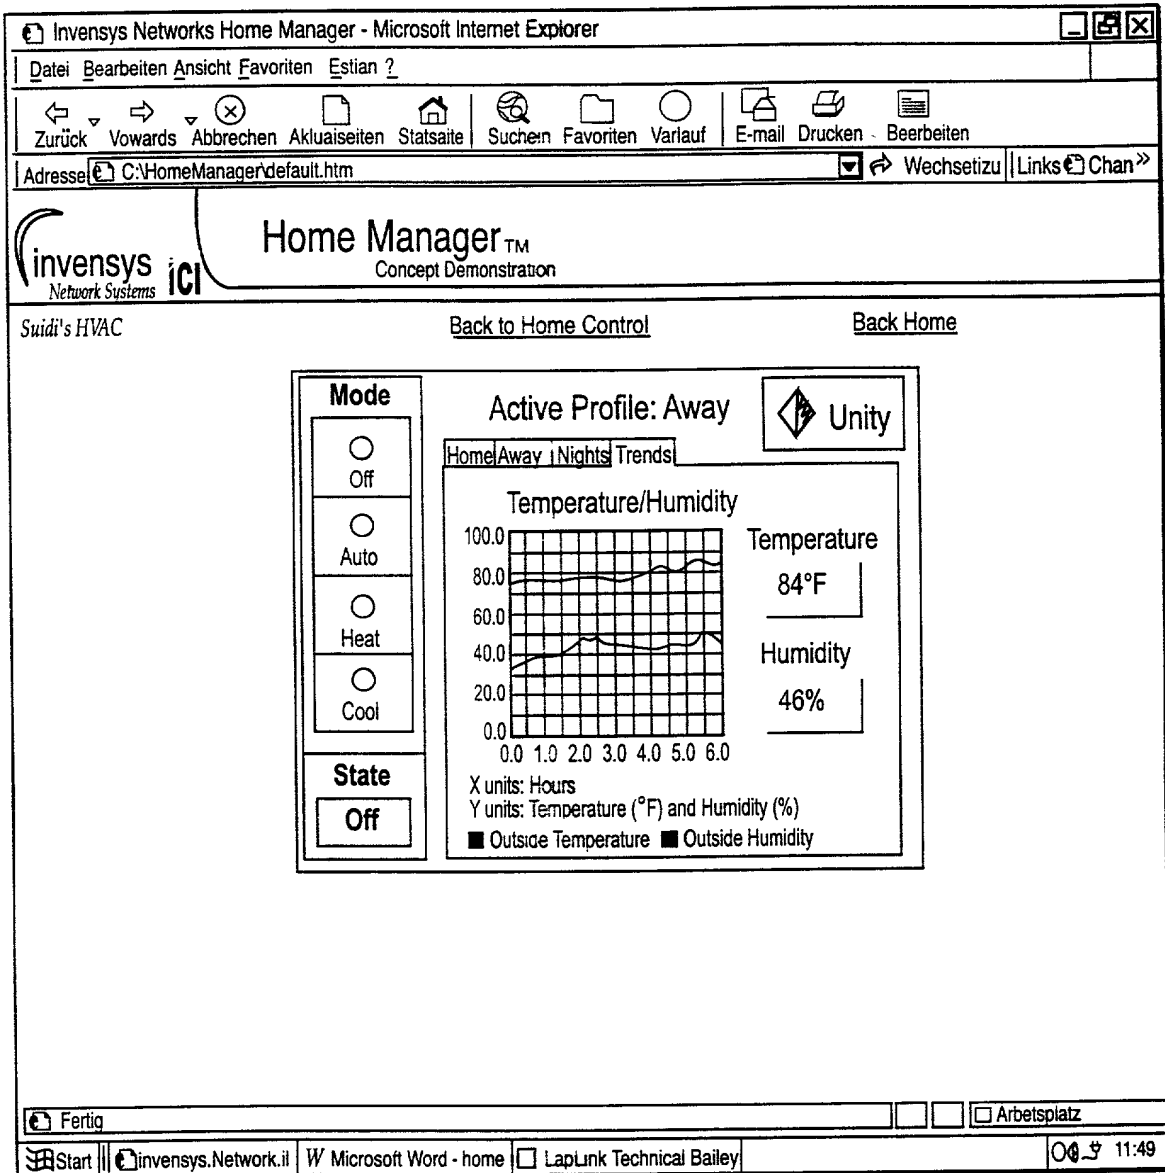 Invensys Networks Home Manager - Microsoft Internet Explorer
Datei Bearbeiten Ansicht Favoriten Estian ?
Zurück Vowards Abbrechen Akluaiseiten Statsaite Suchein Favoriten Varlauf E-mail Drucken Beerbeiten
Adresse C:\HomeManager\default.htm Wechsetizu Links Chan»
invensys
Network Systems
ici
Home Manager TM
Concept Demonstration
Suidi's HVAC Back to Home Control Back Home
Mode
Off
Auto
Heat
Cool
State
Off
Active Profile: Away
Unity
Home Away Nights Trends
Temperature/Humidity
100.0
80.0
60.0
40.0
20.0
0.0
0.0 1.0 2.0 3.0 4.0 5.0 6.0
X units: Hours
Y units: Temperature (°F) and Humidity (%)
Outside Temperature Outside Humidity
Temperature
84°F
Humidity
46%
Fertig Arbetsplatz
Start invensys.Network.il W Microsoft Word - home LapLink Technical Bailey 11:49